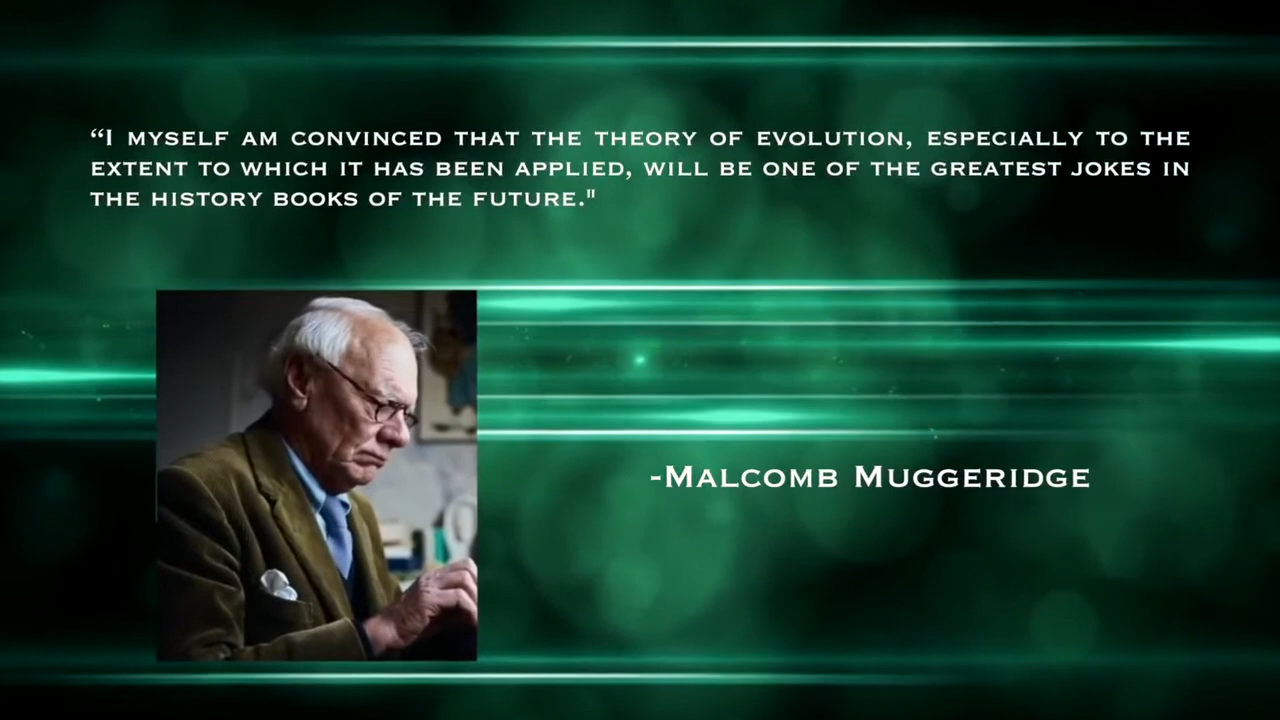 “I MYSELF AM CONVINCED THAT THE THEORY OF EVOLUTION, ESPECIALLY TO THE
EXTENT TO WHICH IT HAS BEEN APPLIED, WILL BE ONE OF THE GREATEST JOKES IN
THE HISTORY BOOKS OF THE FUTURE."
-MALCOMB MUGGERIDGE